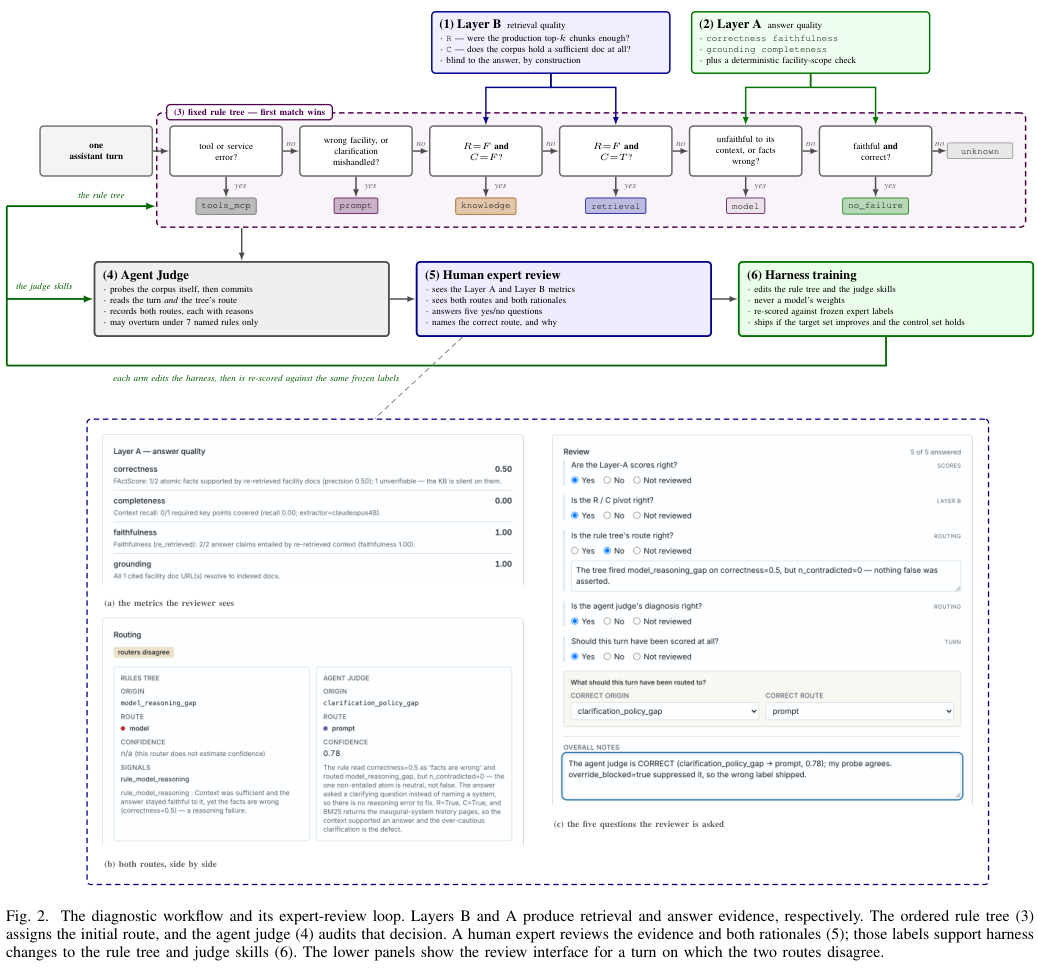 (1) Layer B retrieval quality
· R — were the production top-k chunks enough?
· C — does the corpus hold a sufficient doc at all?
· blind to the answer, by construction
(2) Layer A answer quality
· correctness faithfulness
· grounding completeness
· plus a deterministic facility-scope check
(3) fixed rule tree — first match wins
one
assistant turn
tool or service
error?
no
wrong facility, or
clarification
mishandled?
no
R=F and
C=F?
no
R=F and
C=T?
no
unfaithful to its
context, or facts
wrong?
no
faithful and
correct?
no
unknown
yes
yes
yes
yes
yes
yes
tools_mcp
prompt
knowledge
retrieval
model
no_failure
the rule tree
the judge skills
(4) Agent Judge
· probes the corpus itself, then commits
· reads the turn and the tree's route
· records both routes, each with reasons
· may overturn under 7 named rules only
(5) Human expert review
· sees the Layer A and Layer B metrics
· sees both routes and both rationales
· answers five yes/no questions
· names the correct route, and why
(6) Harness training
· edits the rule tree and the judge skills
· never a model's weights
· re-scored against frozen expert labels
· ships if the target set improves and the control set holds
each arm edits the harness, then is re-scored against the same frozen labels
Layer A — answer quality
correctness 0.50
FActScore: 1/2 atomic facts supported by re-retrieved facility docs (precision 0.50); 1 unverifiable — the KB is silent on them.
completeness 0.00
Context recall: 0/1 required key points covered (recall 0.00; extractor=claudeopus48).
faithfulness 1.00
Faithfulness (re_retrieved): 2/2 answer claims entailed by re-retrieved context (faithfulness 1.00).
grounding 1.00
All 1 cited facility doc URL(s) resolve to indexed docs.
(a) the metrics the reviewer sees
Routing
routers disagree
RULES TREE
ORIGIN
model_reasoning_gap
ROUTE
model
CONFIDENCE
n/a (this router does not estimate confidence)
SIGNALS
rule_model_reasoning
rule_model_reasoning : Context was sufficient and the
answer stayed faithful to it, yet the facts are wrong
(correctness=0.5) — a reasoning failure.
AGENT JUDGE
ORIGIN
clarification_policy_gap
ROUTE
prompt
CONFIDENCE
0.78
The rule read correctness=0.5 as 'facts are wrong' and
routed model_reasoning_gap, but n_contradicted=0 — the
one non-entailed atom is neutral, not false. The answer
asked a clarifying question instead of naming a system,
so there is no reasoning error to fix. R=True, C=True, and
BM25 returns the inaugural-system history pages, so the
context supported an answer and the over-cautious
clarification is the defect.
(b) both routes, side by side
Review 5 of 5 answered
Are the Layer-A scores right? SCORES
Yes No Not reviewed
Is the R / C pivot right? LAYER B
Yes No Not reviewed
Is the rule tree's route right? ROUTING
Yes No Not reviewed
The tree fired model_reasoning_gap on correctness=0.5, but n_contradicted=0 — nothing false was
asserted.
Is the agent judge's diagnosis right? ROUTING
Yes No Not reviewed
Should this turn have been scored at all? TURN
Yes No Not reviewed
What should this turn have been routed to?
CORRECT ORIGIN CORRECT ROUTE
clarification_policy_gap prompt
OVERALL NOTES
The agent judge is CORRECT (clarification_policy_gap → prompt, 0.78); my probe agrees.
override_blocked=true suppressed it, so the wrong label shipped.
(c) the five questions the reviewer is asked
Fig. 2. The diagnostic workflow and its expert-review loop. Layers B and A produce retrieval and answer evidence, respectively. The ordered rule tree (3)
assigns the initial route, and the agent judge (4) audits that decision. A human expert reviews the evidence and both rationales (5); those labels support harness
changes to the rule tree and judge skills (6). The lower panels show the review interface for a turn on which the two routes disagree.